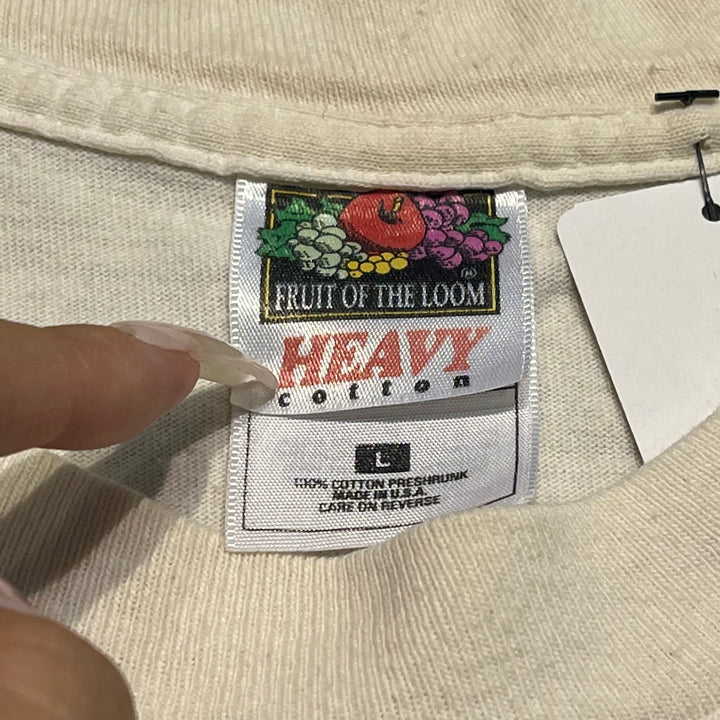 FRUIT OF THE LOOM
HEAVY
cotton
L
100% COTTON PRESHRUNK
MADE IN U.S.A.
CARE ON REVERSE